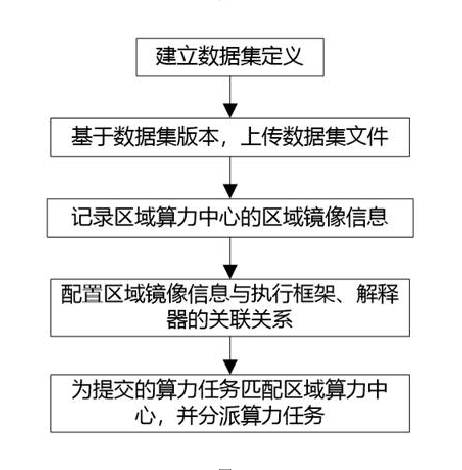 建立数据集定义
基于数据集版本，上传数据集文件
记录区域算力中心的区域镜像信息
配置区域镜像信息与执行框架、解释
器的关联关系
为提交的算力任务匹配区域算力中
心，并分派算力任务